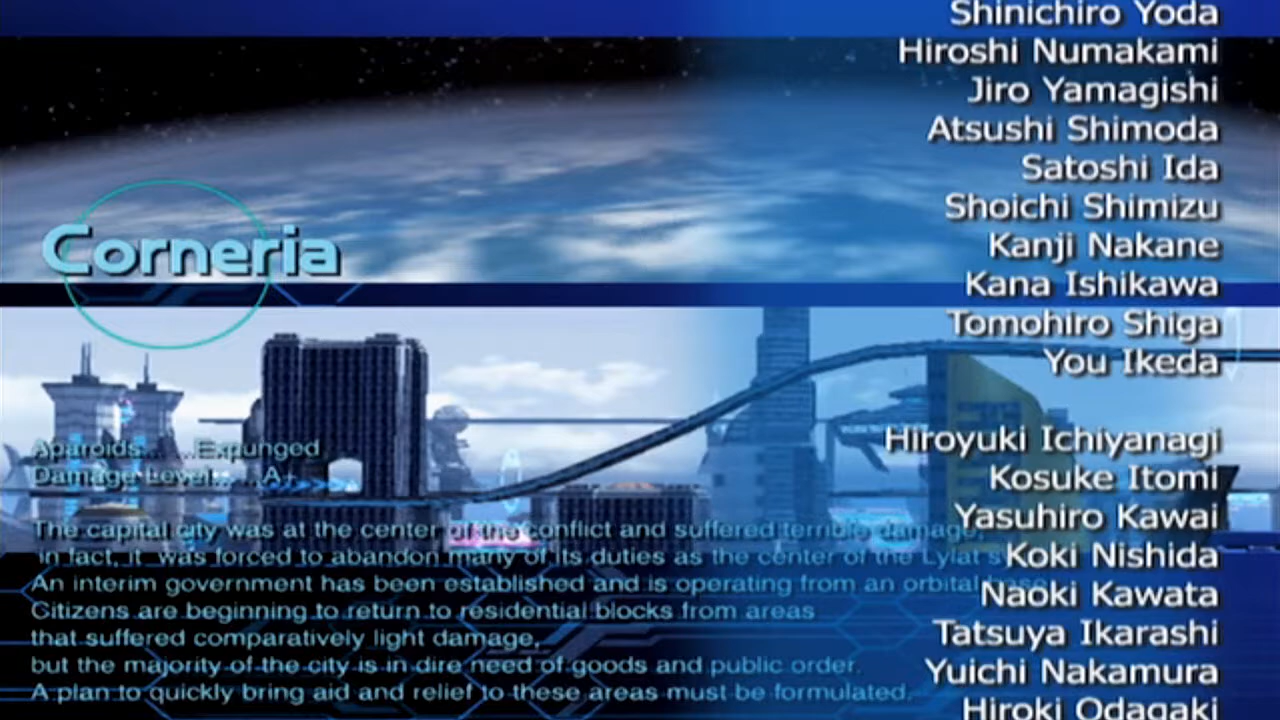 Shinichiro Yoda
Hiroshi Numakami
Jiro Yamagishi
Atsushi Shimoda
Satoshi Ida
Shoichi Shimizu
Kanji Nakane
Kana Ishikawa
Tomohiro Shiga
You Ikeda
Hiroyuki Ichiyanagi
Kosuke Itomi
Yasuhiro Kawai
Koki Nishida
Naoki Kawata
Tatsuya Ikarashi
Yuichi Nakamura
Hiroki Odagaki
Corneria
Aparoids... ...Expunged
Damage Level... ...A+
The capital city was at the center of the conflict and suffered terrible damage,
in fact, it was forced to abandon many of its duties as the center of the Lylat
An interim government has been established and is operating from an orbital base.
Citizens are beginning to return to residential blocks from areas
that suffered comparatively light damage,
but the majority of the city is in dire need of goods and public order.
A plan to quickly bring aid and relief to these areas must be formulated.